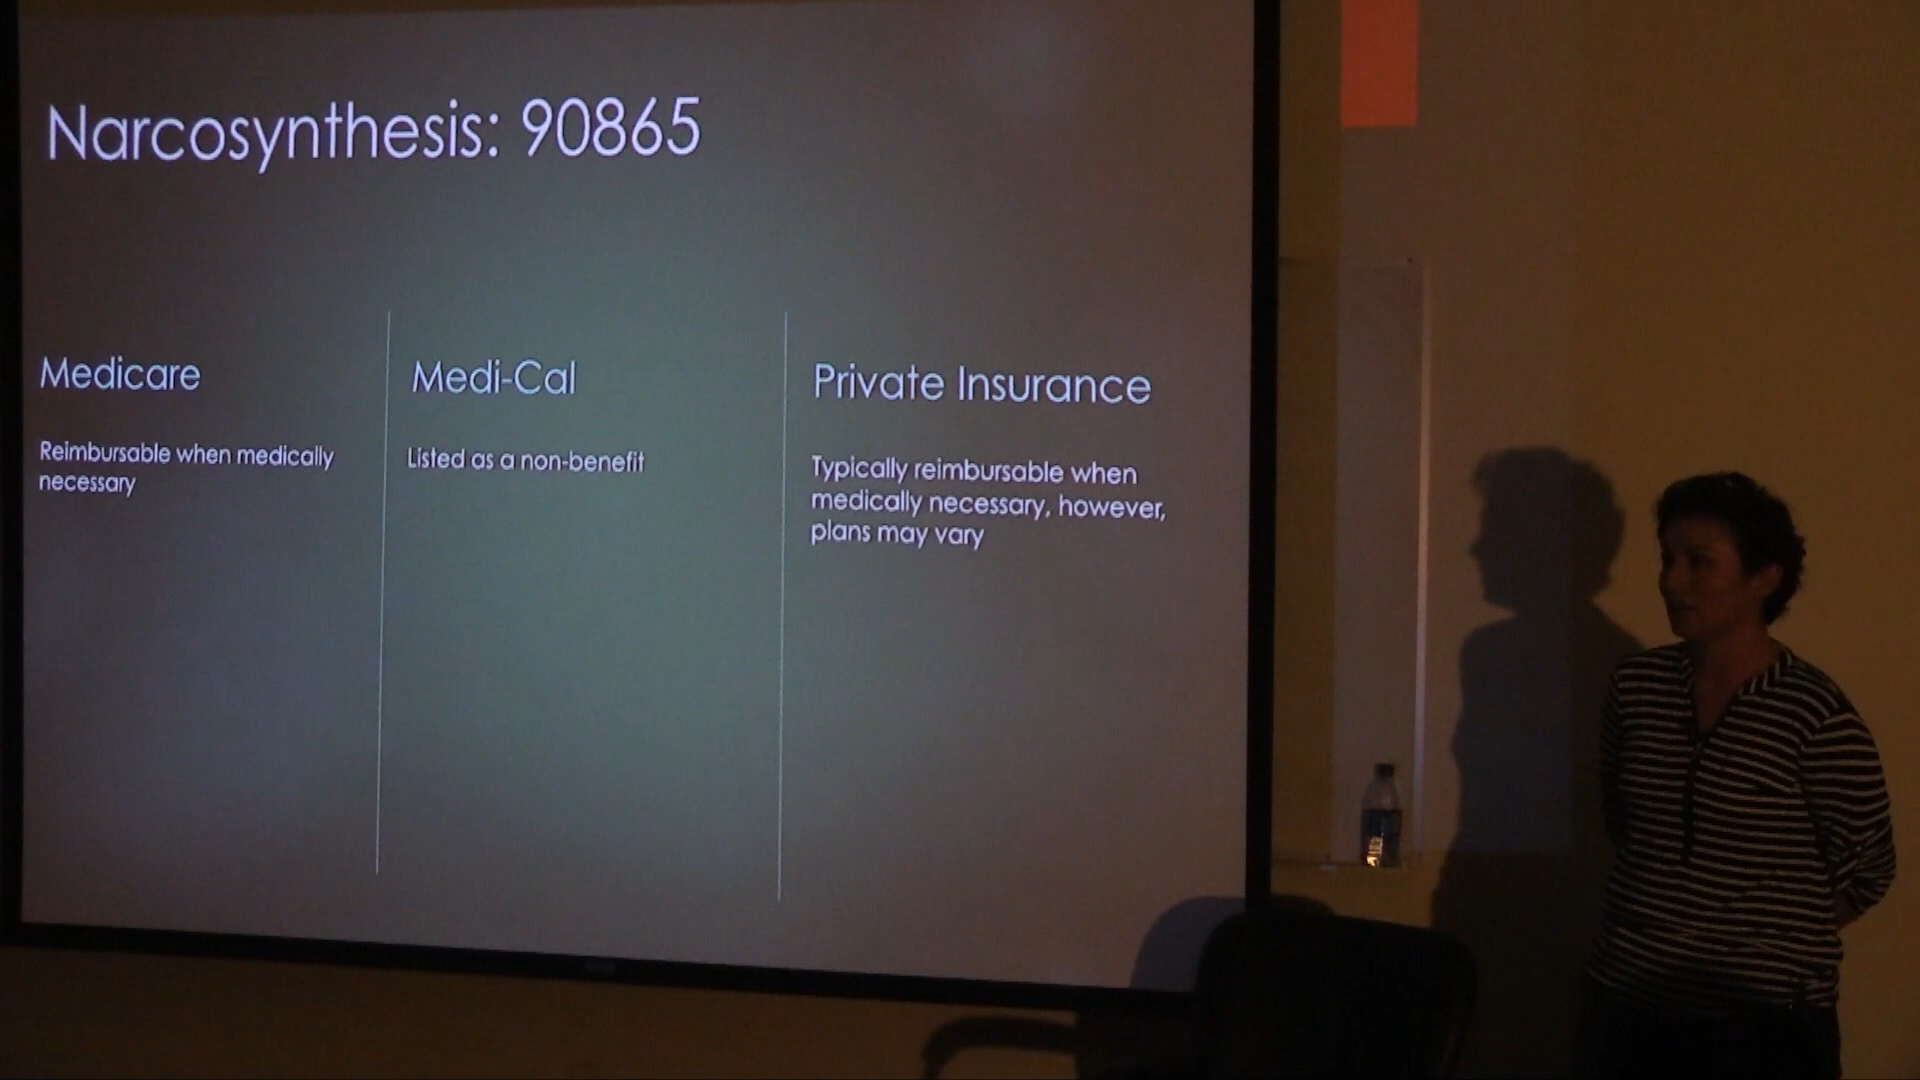 Narcosynthesis: 90865
Medicare
Reimbursable when medically
necessary
Medi-Cal
Listed as a non-benefit
Private Insurance
Typically reimbursable when
medically necessary, however,
plans may vary